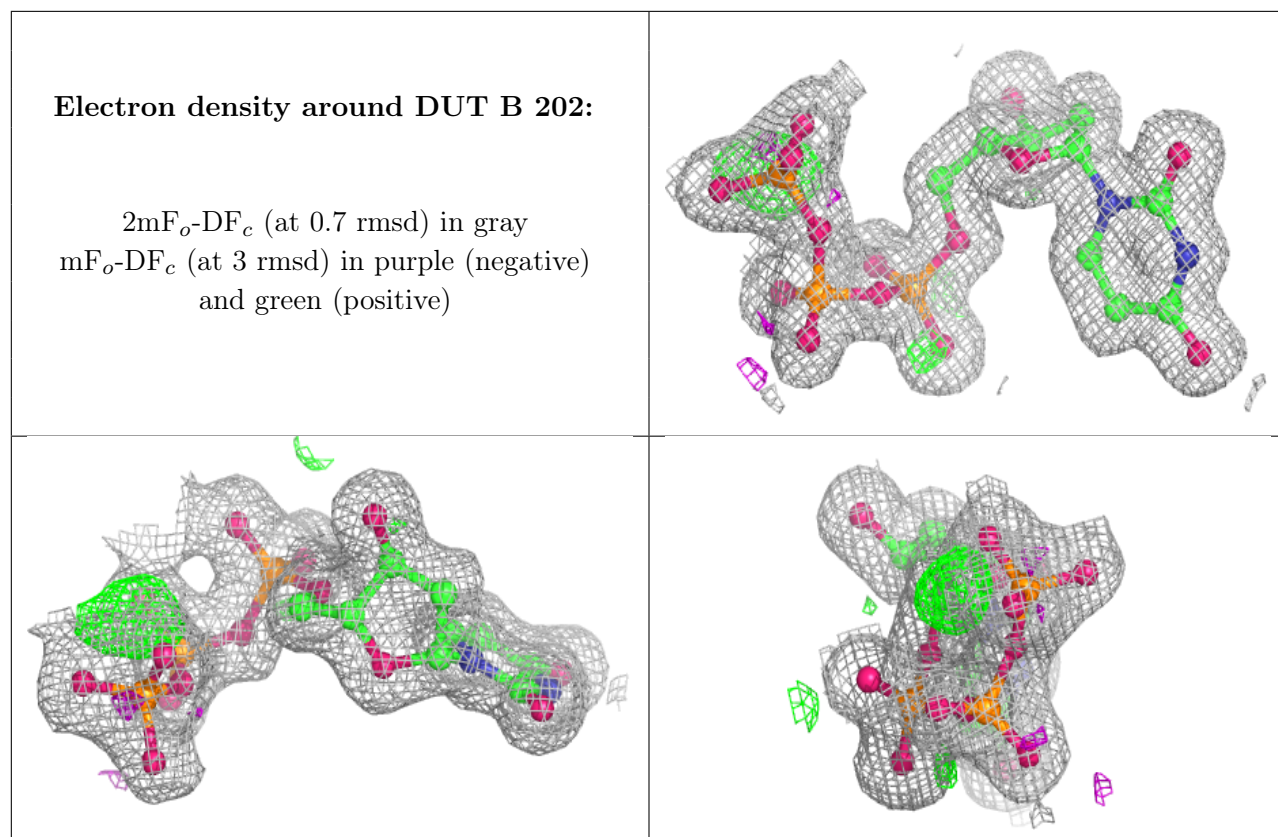 Electron density around DUT B 202:
2mFo-DFc (at 0.7 rmsd) in gray
mFo-DFc (at 3 rmsd) in purple (negative)
and green (positive)